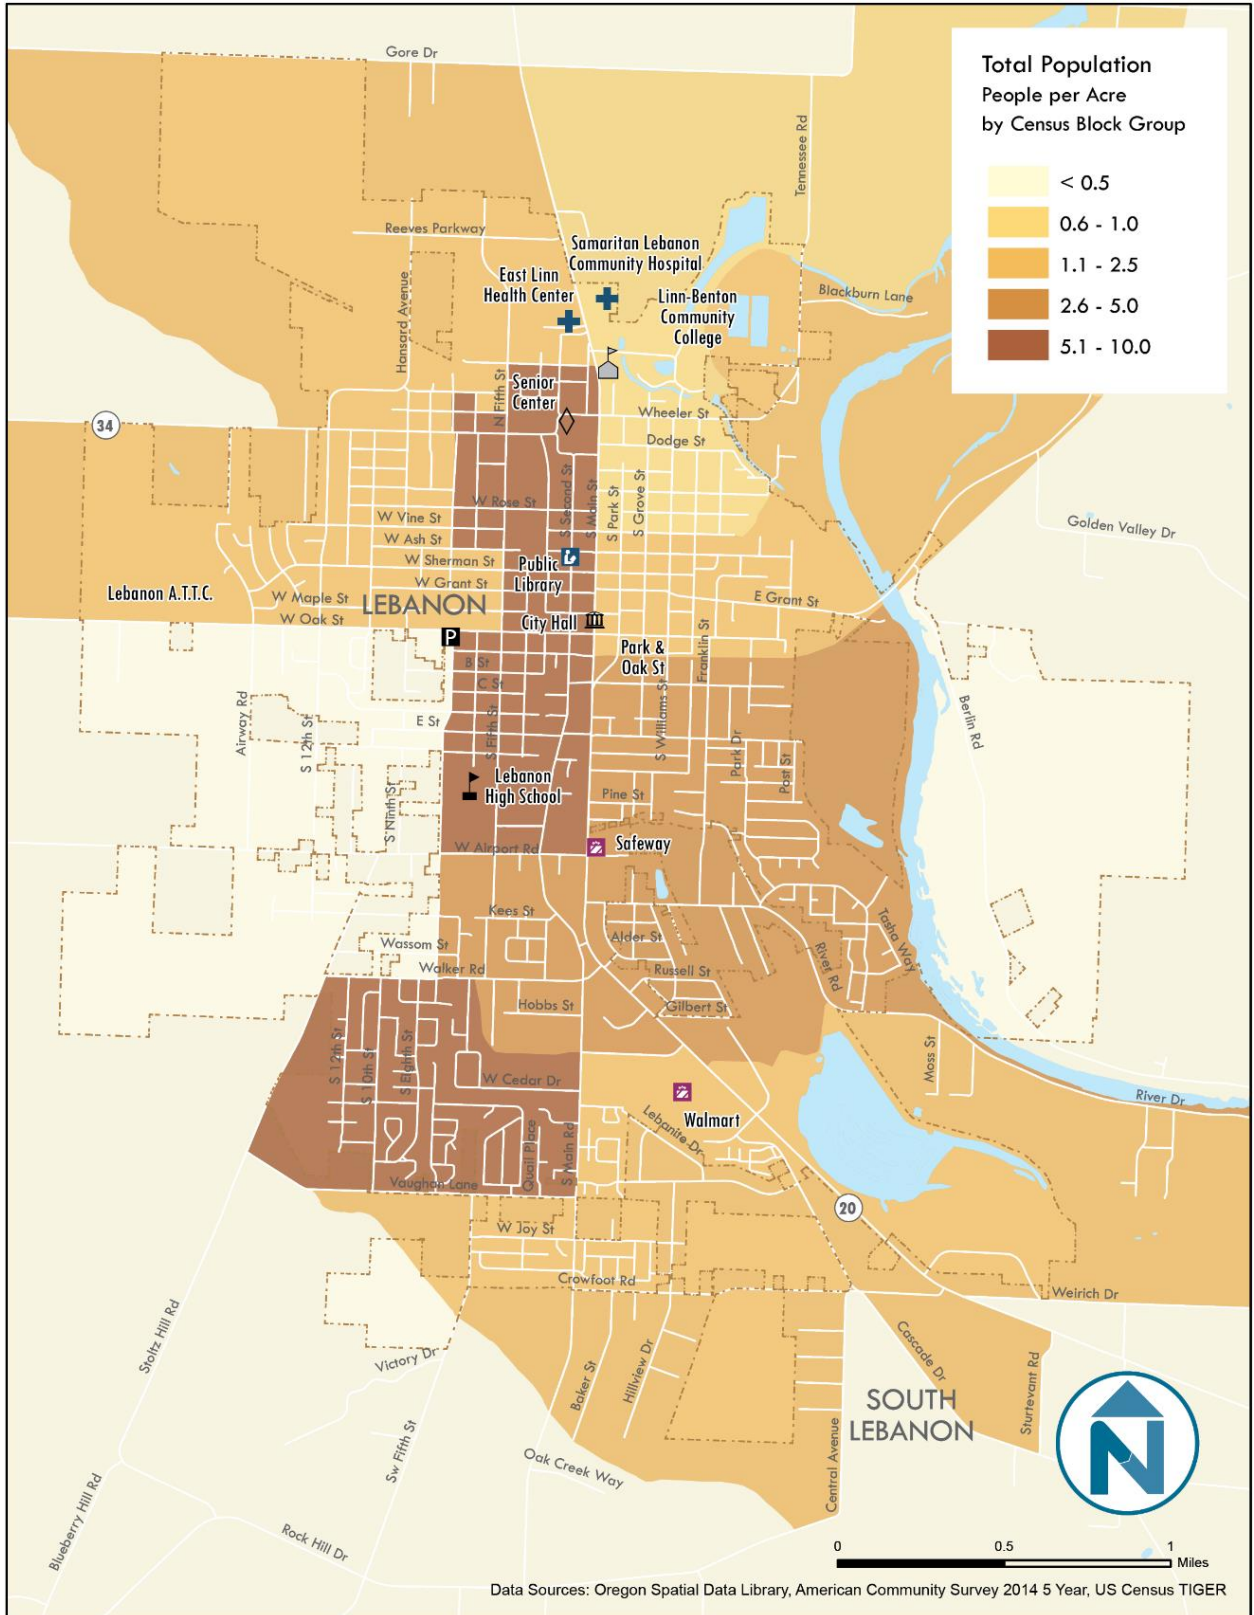 Gore Dr
Total Population
People per Acre
by Census Block Group
< 0.5
0.6 - 1.0
1.1 - 2.5
2.6 - 5.0
5.1 - 10.0
Tennessee Rd
Reeves Parkway
Samaritan Lebanon
Community Hospital
East Linn
Health Center
Linn-Benton
Community
College
Blackburn Lane
Hansard Avenue
N Fifth St
Senior
Center
Wheeler St
34
Dodge St
W Rose St
S Second St
S Main St
S Park St
S Grove St
W Vine St
W Ash St
Golden Valley Dr
W Sherman St
Public
Library
W Grant St
Lebanon A.T.T.C.
W Maple St
LEBANON
E Grant St
W Oak St
City Hall
P
Park &
Oak St
Franklin St
B St
C St
S Williams St
Airway Rd
S 12th St
E St
S Fifth St
Berlin Rd
Park Dr
Post St
Lebanon
High School
Pine St
S Ninth St
W Airport Rd
Safeway
Kees St
Alder St
Tasha Way
Wassom St
Walker Rd
Russell St
River Rd
Hobbs St
Gilbert St
S 12th St
S 10th St
S Eighth St
Moss St
W Cedar Dr
River Dr
Walmart
Lebanite Dr
Quail Place
S Main Rd
Vaughan Lane
20
W Joy St
Crowfoot Rd
Weirich Dr
Stoltz Hill Rd
Victory Dr
Baker St
Hillview Dr
Cascade Dr
Sturtevant Rd
SOUTH
LEBANON
N
Sw Fifth St
Oak Creek Way
Central Avenue
Blueberry Hill Rd
Rock Hill Dr
0 0.5 1
Miles
Data Sources: Oregon Spatial Data Library, American Community Survey 2014 5 Year, US Census TIGER